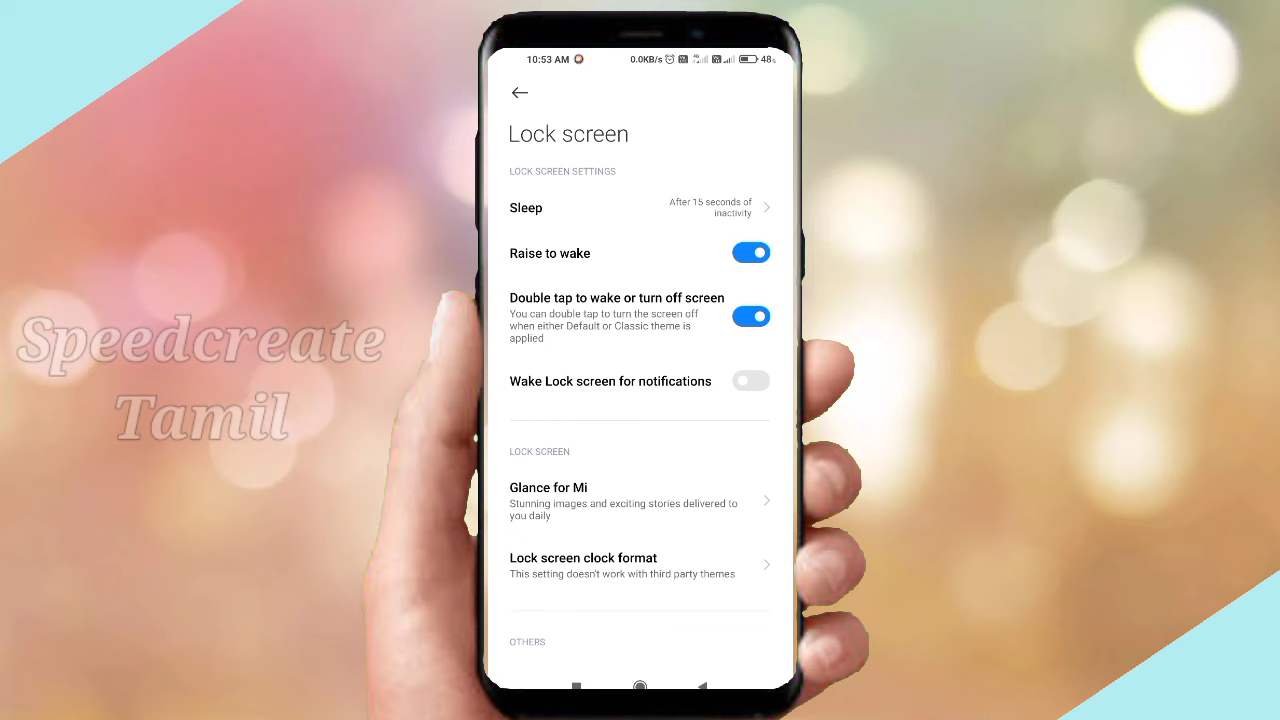 10:53 AM 0.0KB/s 48%
Lock screen
LOCK SCREEN SETTINGS
Sleep
After 15 seconds of
inactivity
Raise to wake
Double tap to wake or turn off screen
You can double tap to turn the screen off
when either Default or Classic theme is
applied
Wake Lock screen for notifications
LOCK SCREEN
Glance for Mi
Stunning images and exciting stories delivered to
you daily
Lock screen clock format
This setting doesn't work with third party themes
OTHERS
Speedcreate
Tamil